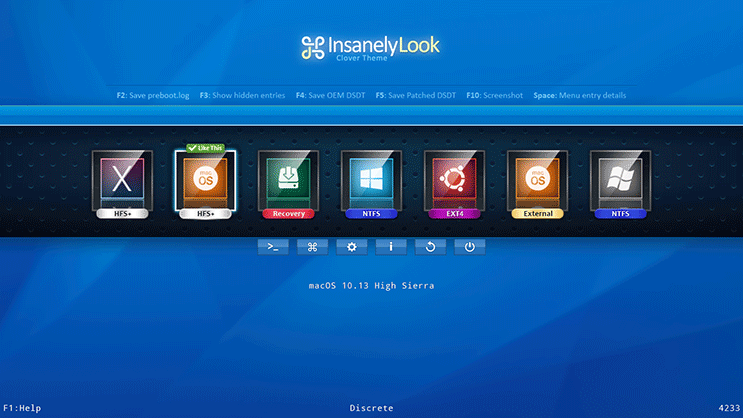 InsanelyLook
Clover Theme
F2: Save preboot.log F3: Show hidden entries F4: Save OEM DSDT F5: Save Patched DSDT F10: Screenshot Space: Menu entry details
Like This
X mac OS mac OS
HFS+ HFS+ Recovery NTFS EXT4 External NTFS
>_
macOS 10.13 High Sierra
F1:Help Discrete 4233